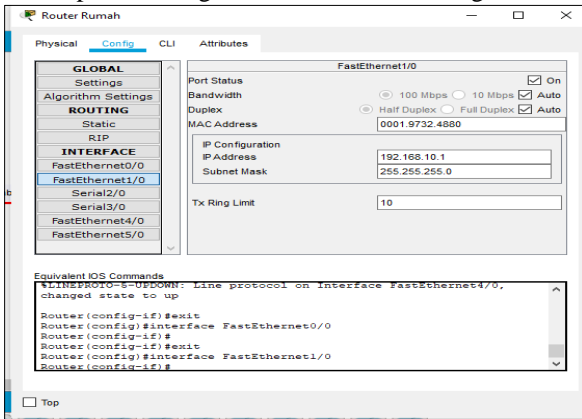 Router Rumah
Physical Config CLI Attributes
GLOBAL
Settings
Algorithm Settings
ROUTING
Static
RIP
INTERFACE
FastEthernet0/0
FastEthernet1/0
Serial2/0
Serial3/0
FastEthernet4/0
FastEthernet5/0
FastEthernet1/0
Port Status On
Bandwidth 100 Mbps 10 Mbps Auto
Duplex Half Duplex Full Duplex Auto
MAC Address 0001.9732.4880
IP Configuration
IP Address 192.168.10.1
Subnet Mask 255.255.255.0
Tx Ring Limit 10
Equivalent IOS Commands
%LINEPROTO-5-UPDOWN: Line protocol on Interface FastEthernet4/0,
changed state to up
Router(config-if)#exit
Router(config)#interface FastEthernet0/0
Router(config-if)#
Router(config-if)#exit
Router(config)#interface FastEthernet1/0
Router(config-if)#
Top